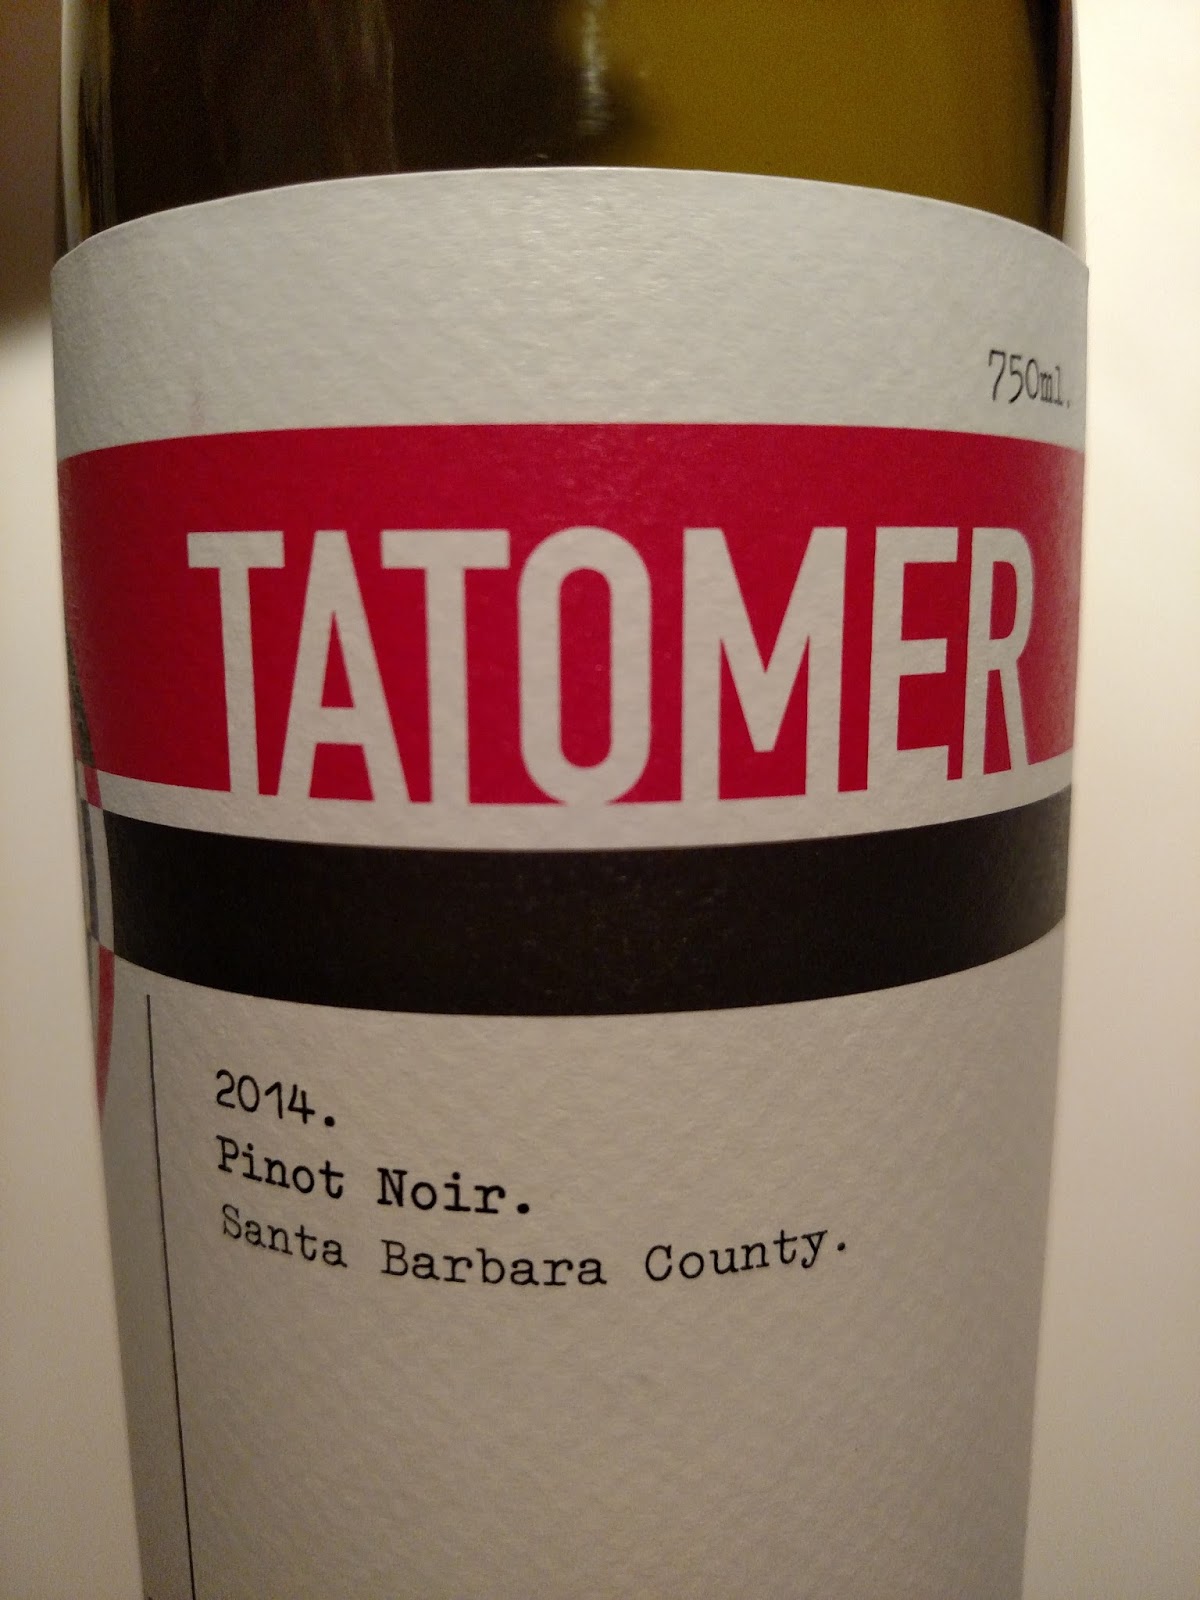 750ml.
TATOMER
2014.
Pinot Noir.
Santa Barbara County.